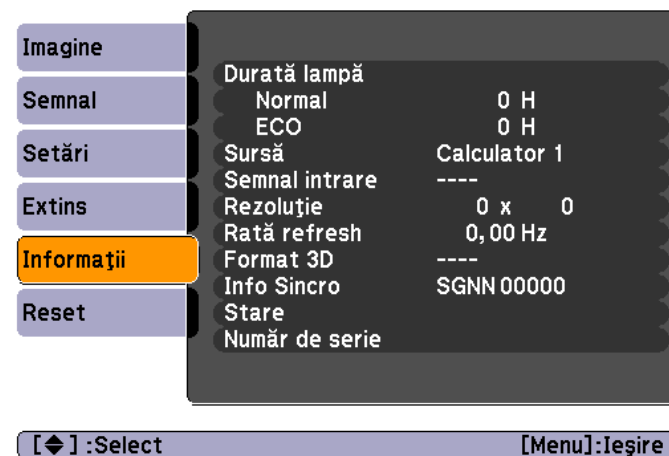 Imagine
Semnal
Setări
Extins
Informaţii
Reset
Durată lampă
Normal 0 H
ECO 0 H
Sursă Calculator 1
Semnal intrare ----
Rezoluţie 0 x 0
Rată refresh 0,00 Hz
Format 3D ----
Info Sincro SGNN 00000
Stare
Număr de serie
[◆] :Select [Menu]:Ieşire